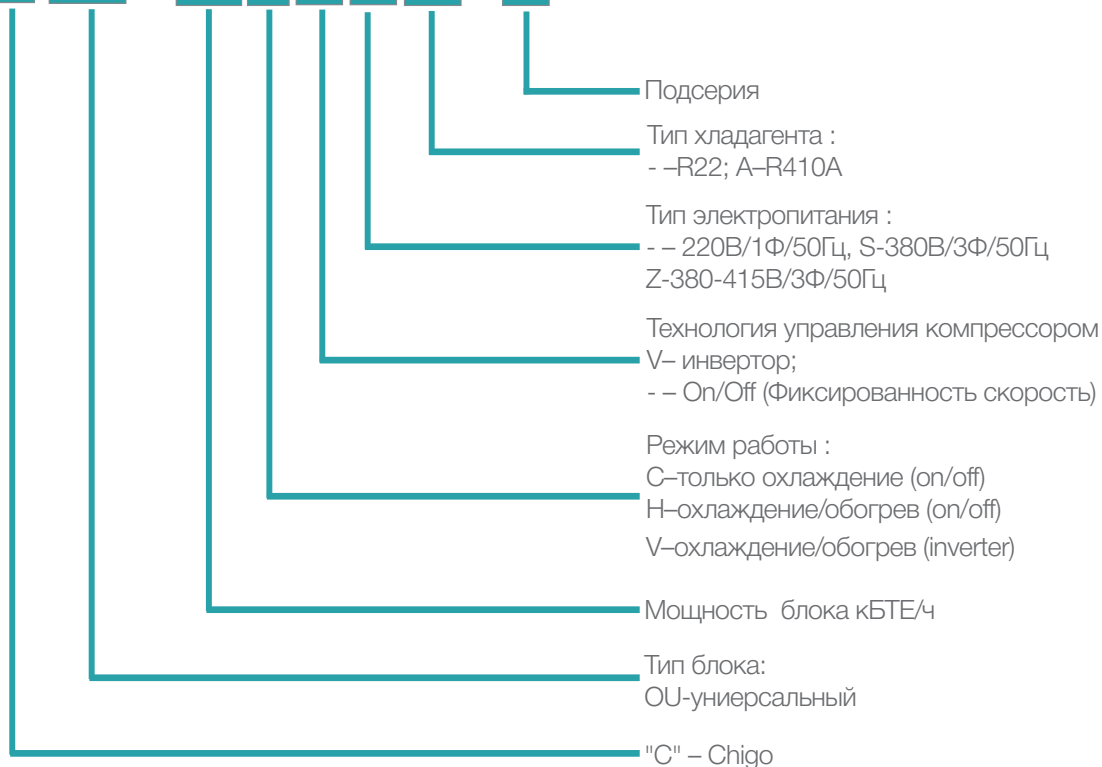 Подсерия
Тип хладагента :
- –R22; A–R410A
Тип электропитания :
- – 220В/1Ф/50Гц, S-380В/3Ф/50Гц
Z-380-415В/3Ф/50Гц
Технология управления компрессором
V– инвертор;
- – On/Off (Фиксированность скорость)
Режим работы :
С–только охлаждение (on/off)
Н–охлаждение/обогрев (on/off)
V–охлаждение/обогрев (inverter)
Мощность блока кБТЕ/ч
Тип блока:
OU-униерсальный
"C" – Chigo